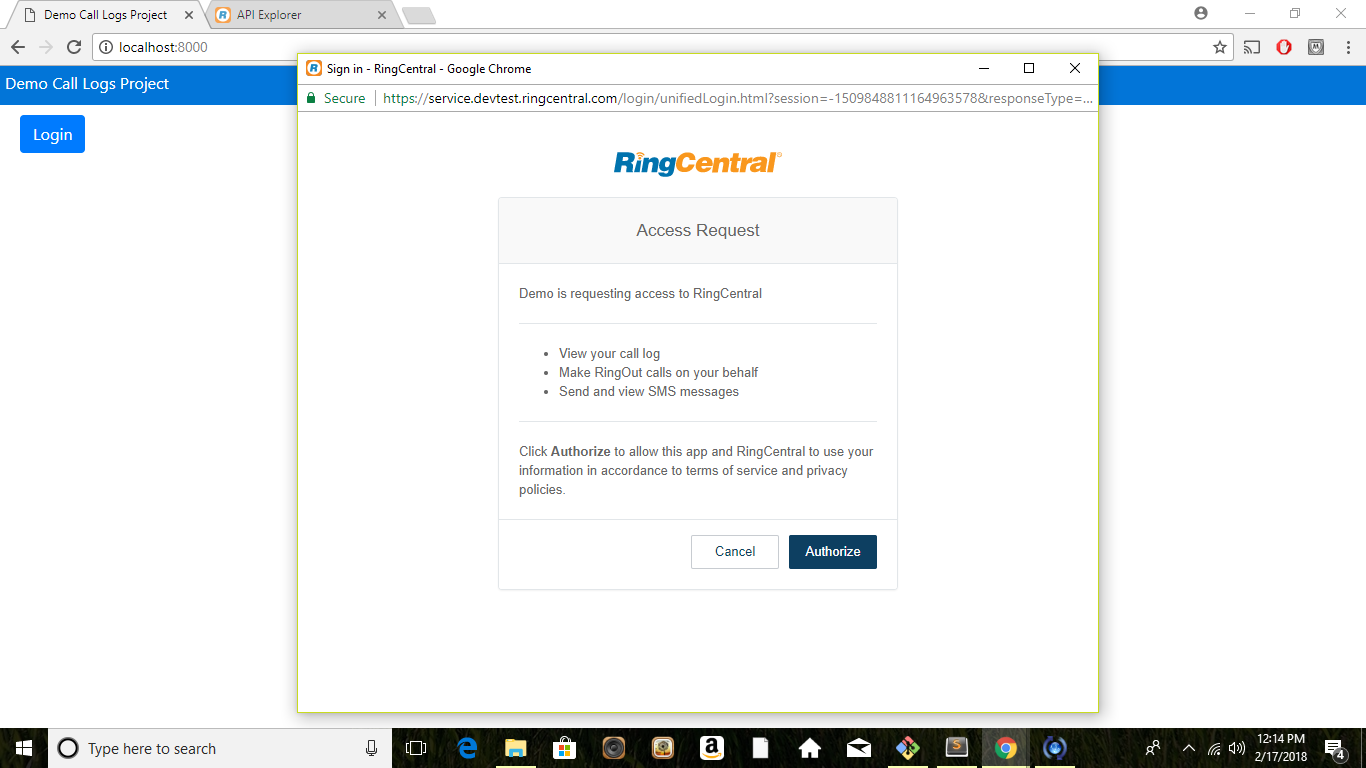 Demo Call Logs Project
API Explorer
localhost:8000
Demo Call Logs Project
Login
Sign in - RingCentral - Google Chrome
Secure
https://service.devtest.ringcentral.com/login/unifiedLogin.html?session=-1509848811164963578&responseType=...
RingCentral
Access Request
Demo is requesting access to RingCentral
• View your call log
• Make RingOut calls on your behalf
• Send and view SMS messages
Click Authorize to allow this app and RingCentral to use your
information in accordance to terms of service and privacy
policies.
Cancel
Authorize
Type here to search
12:14 PM
2/17/2018
4